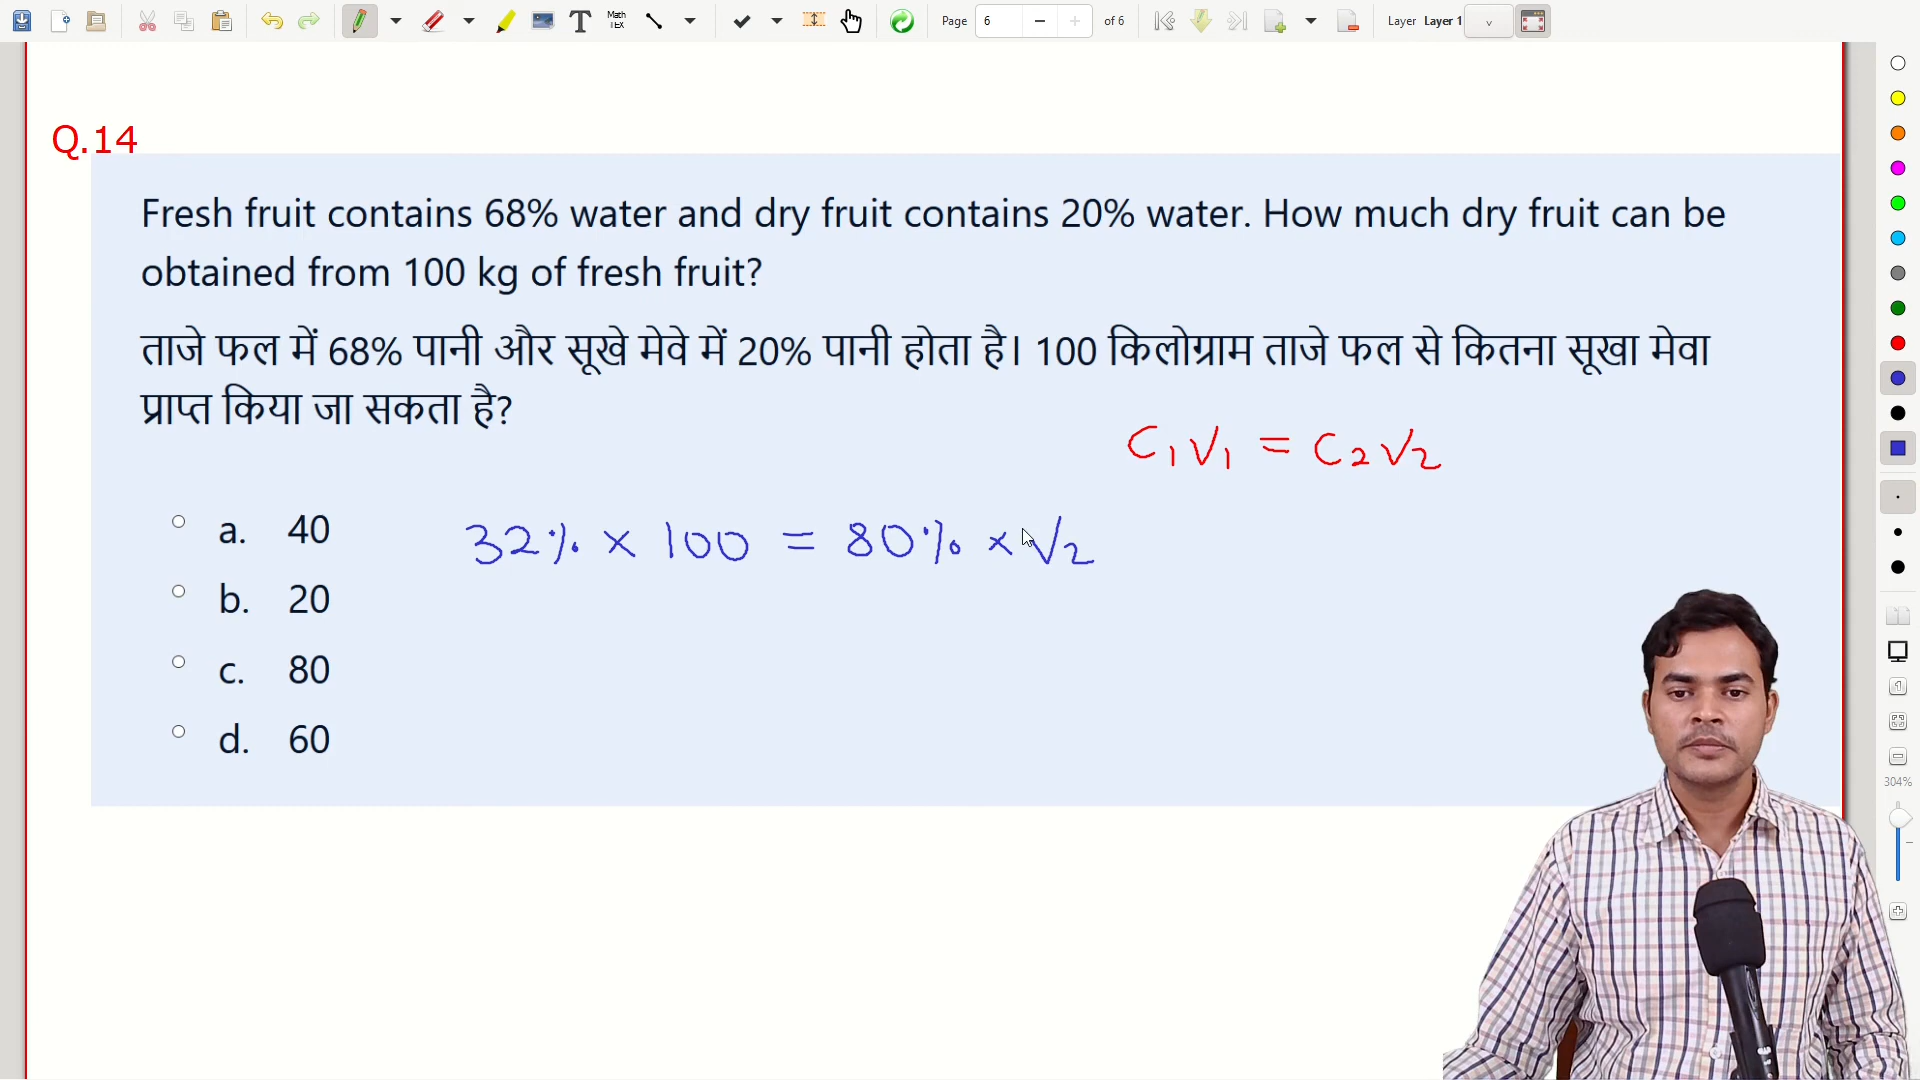 Page 6 of 6 Layer Layer 1
Q.14
Fresh fruit contains 68% water and dry fruit contains 20% water. How much dry fruit can be
obtained from 100 kg of fresh fruit?
ताजे फल में 68% पानी और सूखे मेवे में 20% पानी होता है। 100 किलोग्राम ताजे फल से कितना सूखा मेवा
प्राप्त किया जा सकता है?
C₁V₁ = C₂V₂
a. 40
32% × 100 = 80% × V₂
b. 20
c. 80
d. 60
304%